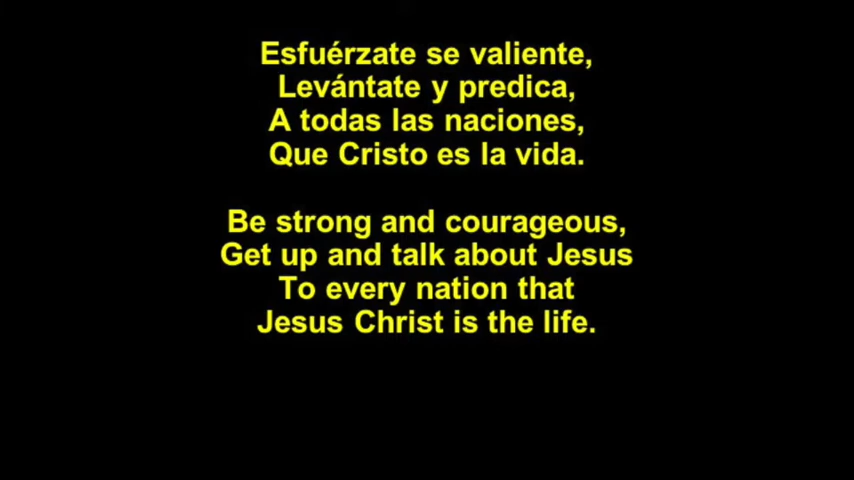 Esfuérzate se valiente,
Levántate y predica,
A todas las naciones,
Que Cristo es la vida.
Be strong and courageous,
Get up and talk about Jesus
To every nation that
Jesus Christ is the life.